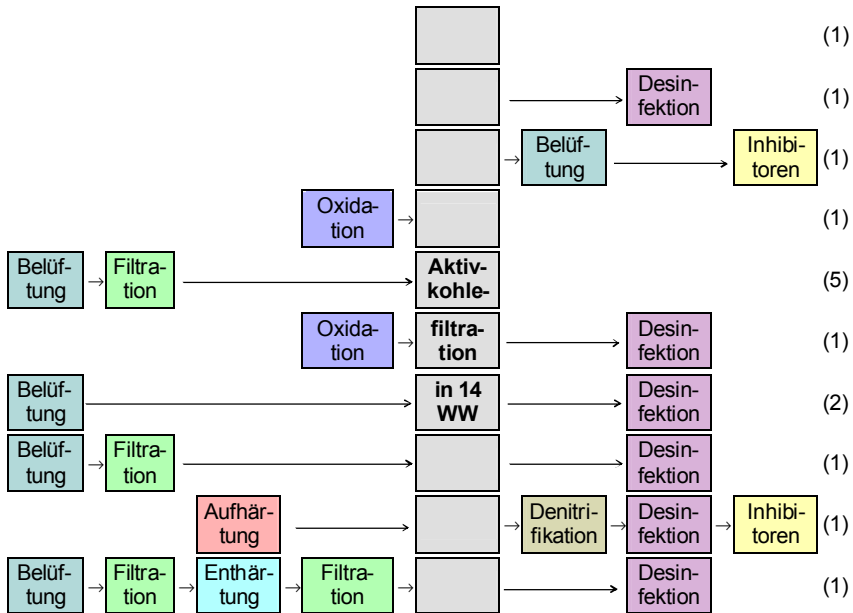 (1)
Desin-
fektion
(1)
Belüf-
tung
Inhibi-
toren
(1)
Oxida-
tion
(1)
Belüf-
tung
Filtra-
tion
Aktiv-
kohle-
(5)
Oxida-
tion
filtra-
tion
Desin-
fektion
(1)
Belüf-
tung
in 14
WW
Desin-
fektion
(2)
Belüf-
tung
Filtra-
tion
Desin-
fektion
(1)
Aufhär-
tung
Denitri-
fikation
Desin-
fektion
Inhibi-
toren
(1)
Belüf-
tung
Filtra-
tion
Enthär-
tung
Filtra-
tion
Desin-
fektion
(1)